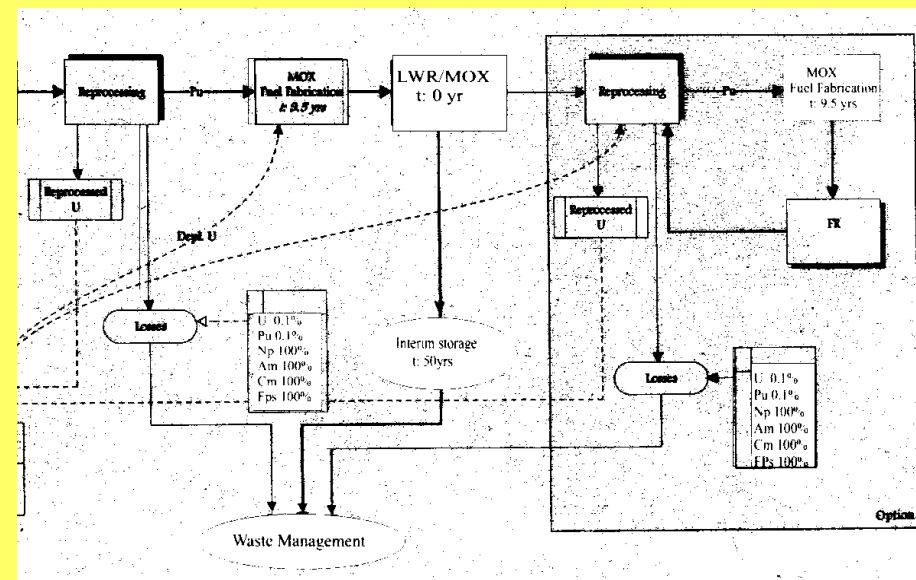 Reprocessing
Pu
MOX
Fuel Fabrication
t: 9.5 yrs
LWR/MOX
t: 0 yr
Reprocessing
Pu
MOX
Fuel Fabrication
t: 9.5 yrs
Reprocessed
U
Depl. U
Reprocessed
U
FR
Losses
U 0.1%
Pu 0.1%
Np 100%
Am 100%
Cm 100%
Fps 100%
Interim storage
t: 50yrs
Losses
U 0.1%
Pu 0.1%
Np 100%
Am 100%
Cm 100%
FPs 100%
Option
Waste Management